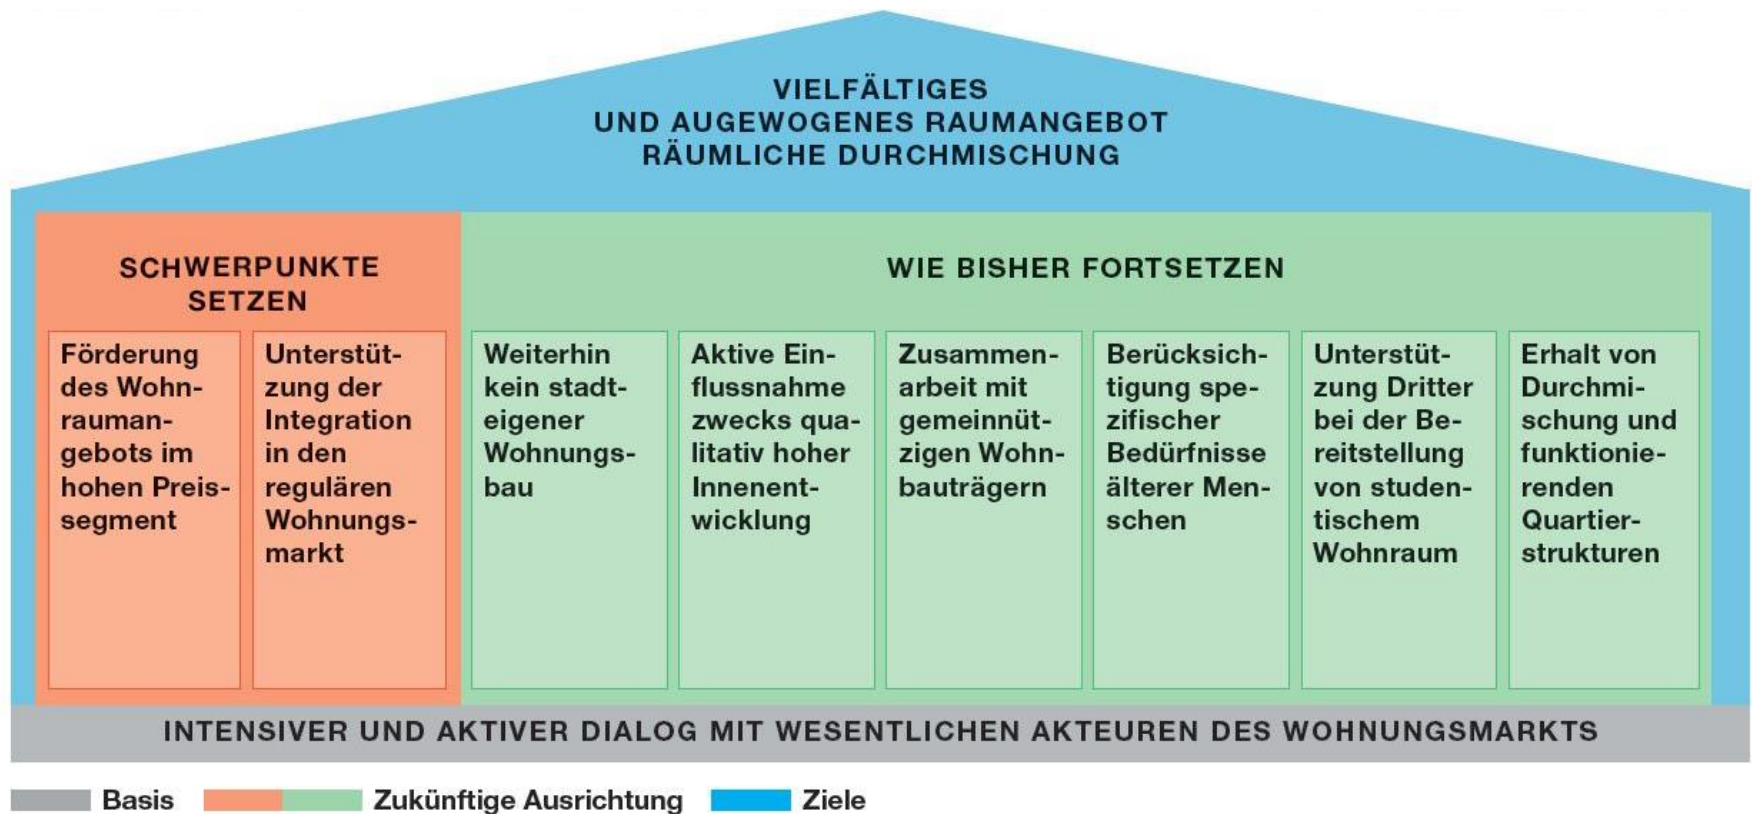 VIELFÄLTIGES
UND AUGEWOGENES RAUMANGEBOT
RÄUMLICHE DURCHMISCHUNG
SCHWERPUNKTE
SETZEN
Förderung
des Wohn-
rauman-
gebots im
hohen Preis-
segment
Unterstüt-
zung der
Integration
in den
regulären
Wohnungs-
markt
WIE BISHER FORTSETZEN
Weiterhin
kein stadt-
eigener
Wohnungs-
bau
Aktive Ein-
flussnahme
zwecks qua-
litativ hoher
Innenent-
wicklung
Zusammen-
arbeit mit
gemeinnüt-
zigen Wohn-
bauträgern
Berücksich-
tigung spe-
zifischer
Bedürfnisse
älterer Men-
schen
Unterstüt-
zung Dritter
bei der Be-
reitstellung
von studen-
tischem
Wohnraum
Erhalt von
Durchmi-
schung und
funktionie-
renden
Quartier-
strukturen
INTENSIVER UND AKTIVER DIALOG MIT WESENTLICHEN AKTEUREN DES WOHNUNGSMARKTS
Basis
Zukünftige Ausrichtung
Ziele